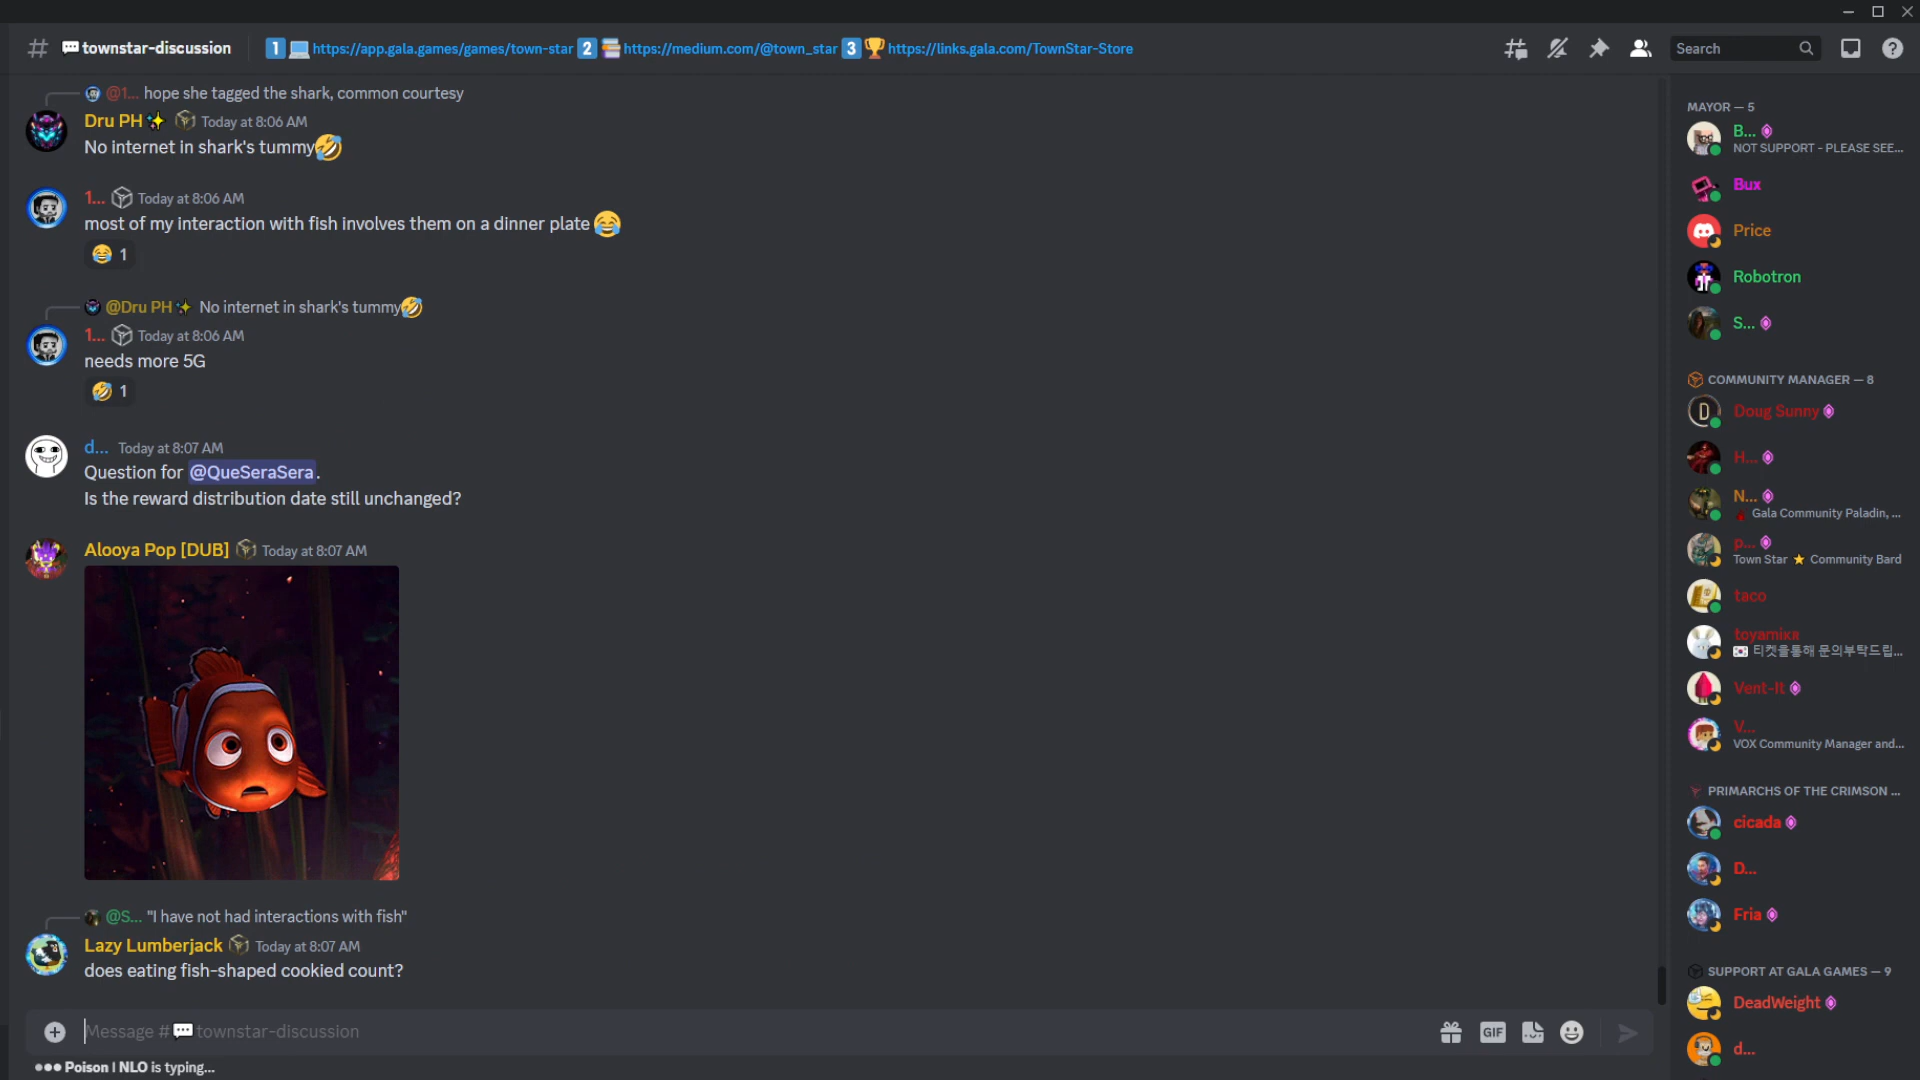 # 💬townstar-discussion 1 💻 https://app.gala.games/games/town-star 2 📚 https://medium.com/@town_star 3 🏆 https://links.gala.com/TownStar-Store Search
@1... hope she tagged the shark, common courtesy
Dru PH✨ Today at 8:06 AM
No internet in shark's tummy🤣
1... Today at 8:06 AM
most of my interaction with fish involves them on a dinner plate 😂
😂 1
@Dru PH✨ No internet in shark's tummy🤣
1... Today at 8:06 AM
needs more 5G
🤣 1
d... Today at 8:07 AM
Question for @QueSeraSera.
Is the reward distribution date still unchanged?
Alooya Pop [DUB] Today at 8:07 AM
@S... "I have not had interactions with fish"
Lazy Lumberjack Today at 8:07 AM
does eating fish-shaped cookied count?
Message #💬townstar-discussion
GIF
Poison | NLO is typing...
MAYOR — 5
B...
NOT SUPPORT - PLEASE SEE...
Bux
Price
Robotron
S...
COMMUNITY MANAGER — 8
D
Doug Sunny
H...
N...
Gala Community Paladin, ...
p...
Town Star ⭐ Community Bard
taco
toyamiкʀ
🇰🇷 티켓을통해 문의부탁드립...
Vent-It
V...
VOX Community Manager and...
PRIMARCHS OF THE CRIMSON ...
cicada
D...
Fria
SUPPORT AT GALA GAMES — 9
DeadWeight
d...